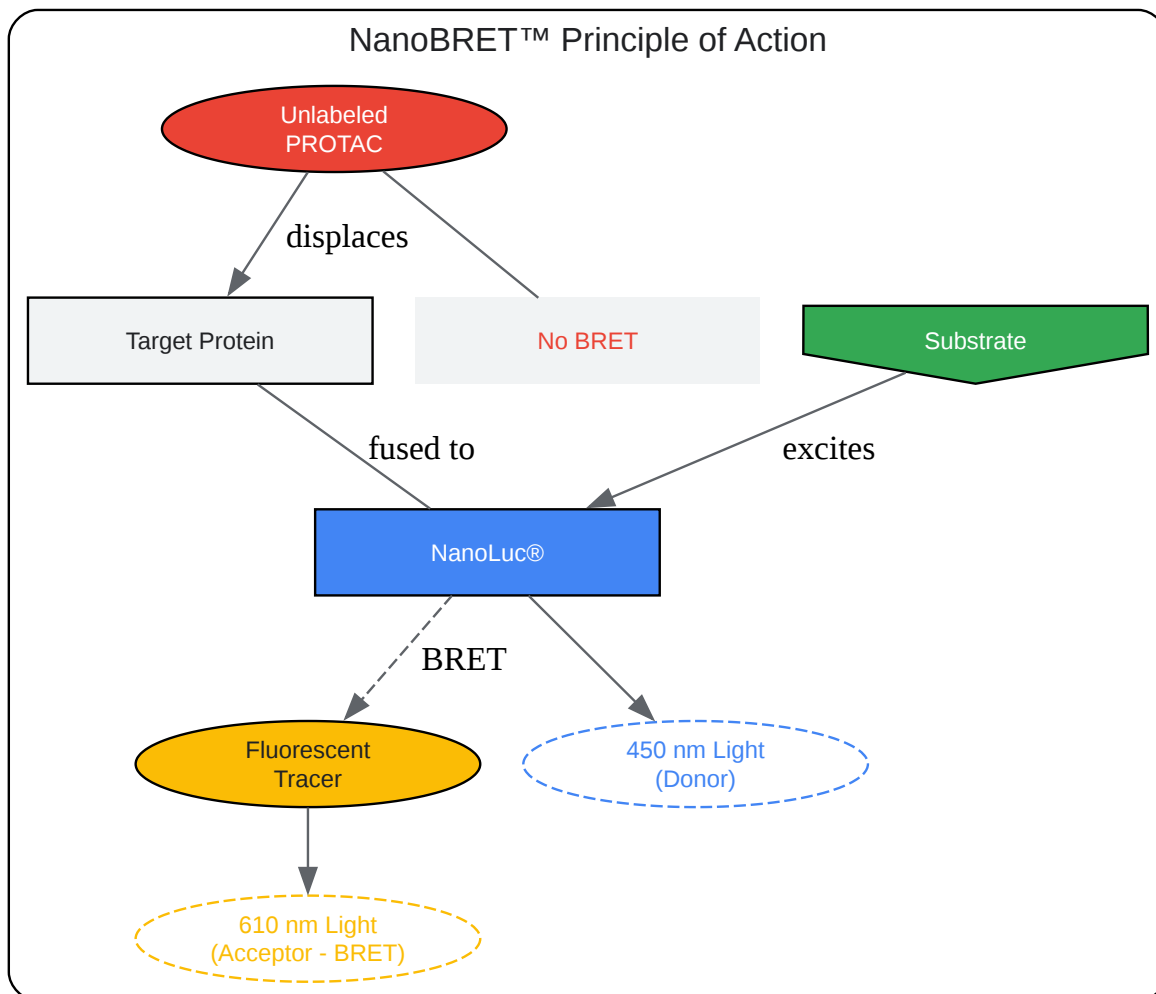 NanoBRET™ Principle of Action
Unlabeled
PROTAC
displaces
Target Protein
No BRET
Substrate
fused to
excites
NanoLuc®
BRET
Fluorescent
Tracer
450 nm Light
(Donor)
610 nm Light
(Acceptor - BRET)